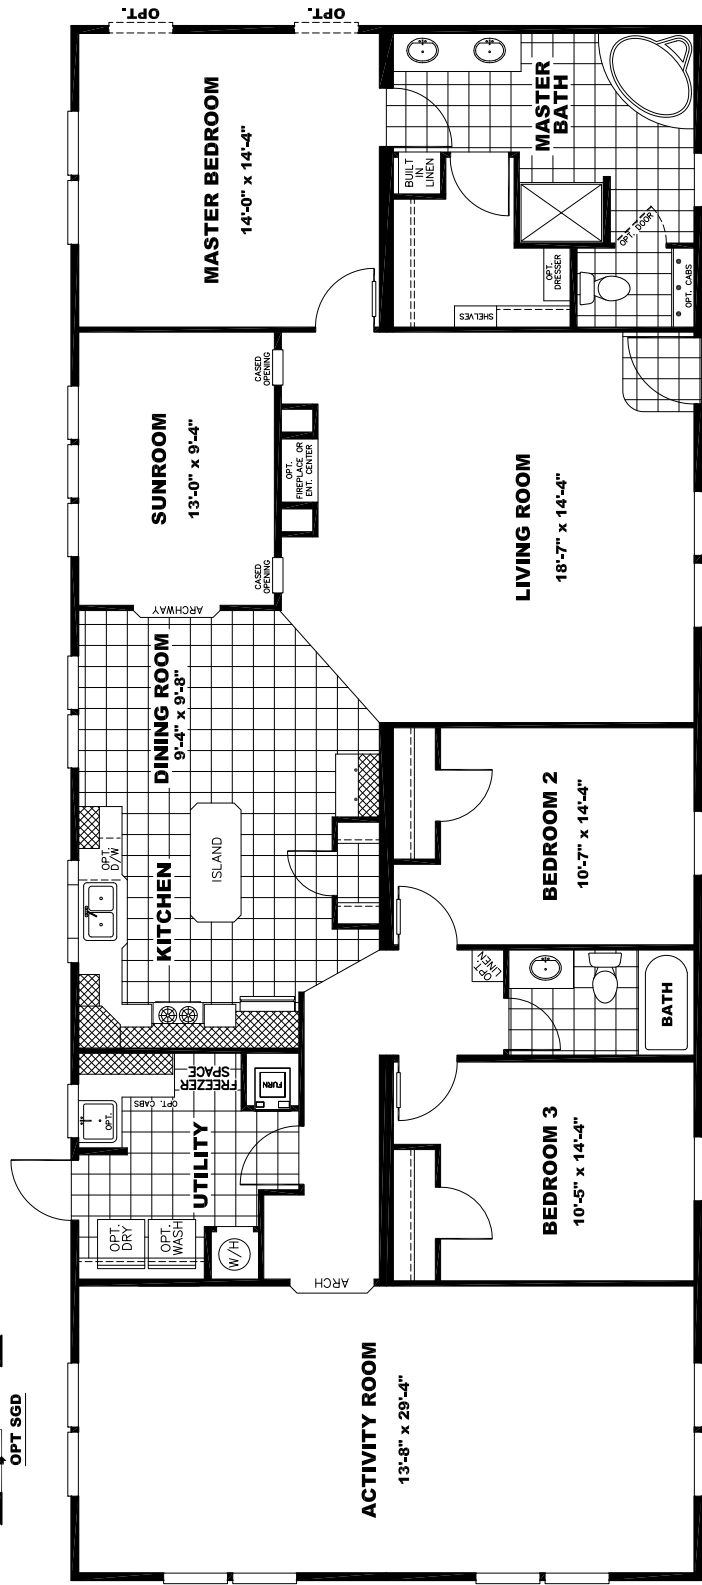 OPT.
OPT.
MASTER BEDROOM
14'-0" x 14'-4"
MASTER
BATH
BUILT
IN
LINEN
OPT. DOOR
OPT.
DRESSER
SHELVES
OPT. CABS
SUNROOM
13'-0" x 9'-4"
CASED
OPENING
OPT.
FIREPLACE OR
ENT. CENTER
CASED
OPENING
ARCHWAY
LIVING ROOM
18'-7" x 14'-4"
DINING ROOM
9'-4" x 9'-8"
OPT.
D/W
KITCHEN
ISLAND
BEDROOM 2
10'-7" x 14'-4"
OPT.
LINEN
BATH
FREEZER
SPACE
FURN
OPT. CABS
OPT.
UTILITY
OPT.
DRY
OPT.
WASH
W/H
BEDROOM 3
10'-5" x 14'-4"
ARCH
ACTIVITY ROOM
13'-8" x 29'-4"
OPT SGD